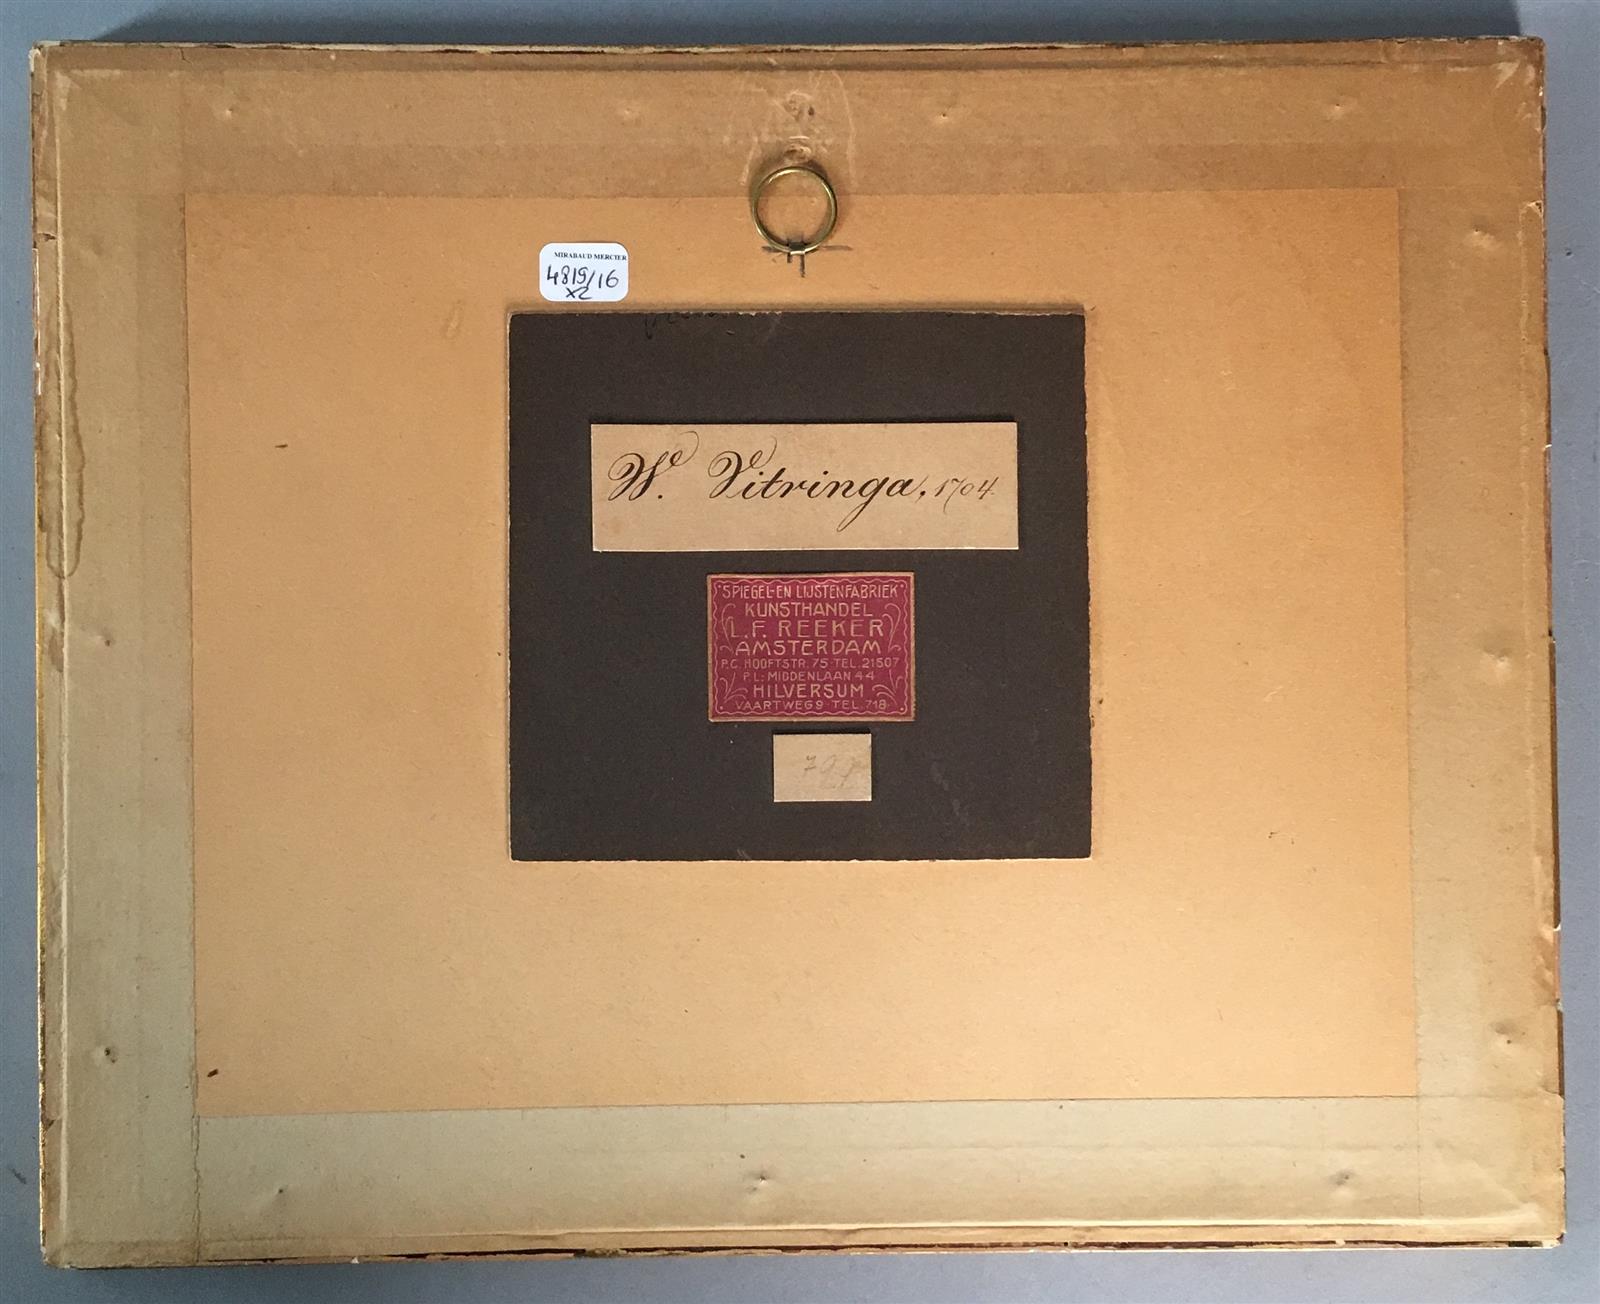 MIRABAUD MERCIER
4819/16
X2
W. Vitringa, 1704.
"SPIEGEL-EN LIJSTENFABRIEK"
KUNSTHANDEL
L.F. REEKER
AMSTERDAM
P.C. HOOFTSTR. 75-TEL. 21507
P.L: MIDDENLAAN 44
HILVERSUM
VAARTWEG 9-TEL. 718